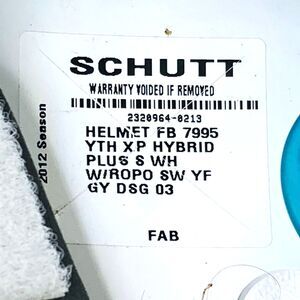 SCHUTT
WARRANTY VOIDED IF REMOVED
2320964-0213
HELMET FB 7995
YTH XP HYBRID
PLUS S WH
W/ROPO SW YF
GY DSG 03
FAB
2012 Season